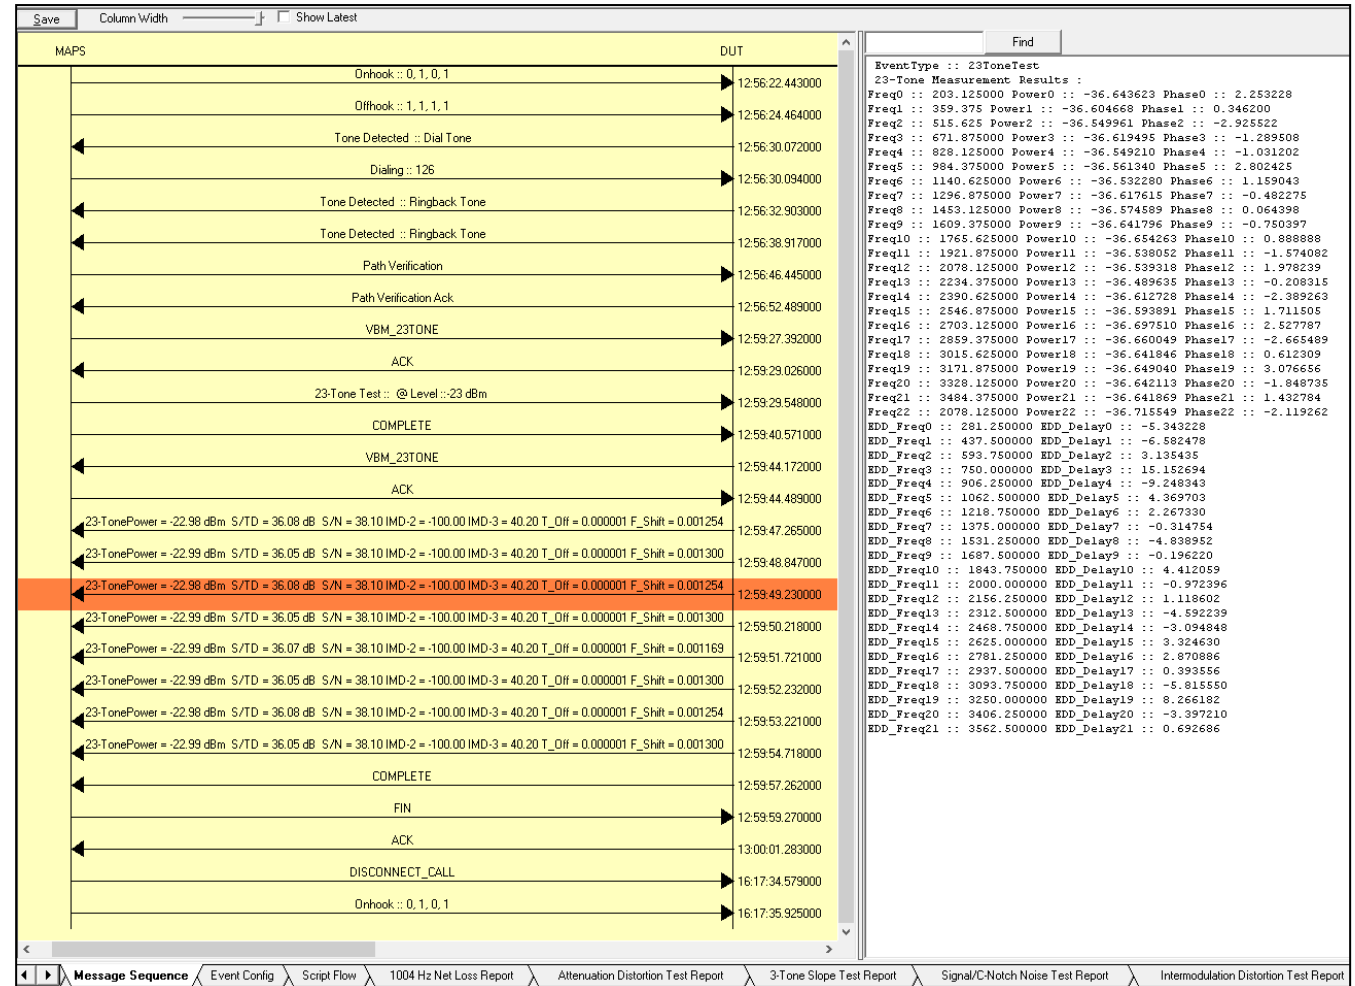 Save Column Width Show Latest
MAPS DUT
Onhook :: 0, 1, 0, 1
12:56:22.443000
Offhook :: 1, 1, 1, 1
12:56:24.464000
Tone Detected :: Dial Tone
12:56:30.072000
Dialing :: 126
12:56:30.094000
Tone Detected :: Ringback Tone
12:56:32.903000
Tone Detected :: Ringback Tone
12:56:38.917000
Path Verification
12:56:46.445000
Path Verification Ack
12:56:52.489000
VBM_23TONE
12:59:27.392000
ACK
12:59:29.026000
23-Tone Test :: @ Level ::-23 dBm
12:59:29.548000
COMPLETE
12:59:40.571000
VBM_23TONE
12:59:44.172000
ACK
12:59:44.489000
23-TonePower = -22.98 dBm S/TD = 36.08 dB S/N = 38.10 IMD-2 = -100.00 IMD-3 = 40.20 T_Off = 0.000001 F_Shift = 0.001254
12:59:47.265000
23-TonePower = -22.99 dBm S/TD = 36.05 dB S/N = 38.10 IMD-2 = -100.00 IMD-3 = 40.20 T_Off = 0.000001 F_Shift = 0.001300
12:59:48.847000
23-TonePower = -22.98 dBm S/TD = 36.08 dB S/N = 38.10 IMD-2 = -100.00 IMD-3 = 40.20 T_Off = 0.000001 F_Shift = 0.001254
12:59:49.230000
23-TonePower = -22.99 dBm S/TD = 36.05 dB S/N = 38.10 IMD-2 = -100.00 IMD-3 = 40.20 T_Off = 0.000001 F_Shift = 0.001300
12:59:50.218000
23-TonePower = -22.99 dBm S/TD = 36.07 dB S/N = 38.10 IMD-2 = -100.00 IMD-3 = 40.20 T_Off = 0.000001 F_Shift = 0.001169
12:59:51.721000
23-TonePower = -22.99 dBm S/TD = 36.05 dB S/N = 38.10 IMD-2 = -100.00 IMD-3 = 40.20 T_Off = 0.000001 F_Shift = 0.001300
12:59:52.232000
23-TonePower = -22.98 dBm S/TD = 36.08 dB S/N = 38.10 IMD-2 = -100.00 IMD-3 = 40.20 T_Off = 0.000001 F_Shift = 0.001254
12:59:53.221000
23-TonePower = -22.99 dBm S/TD = 36.05 dB S/N = 38.10 IMD-2 = -100.00 IMD-3 = 40.20 T_Off = 0.000001 F_Shift = 0.001300
12:59:54.718000
COMPLETE
12:59:57.262000
FIN
12:59:59.270000
ACK
13:00:01.283000
DISCONNECT_CALL
16:17:34.579000
Onhook :: 0, 1, 0, 1
16:17:35.925000
Find
EventType :: 23ToneTest
23-Tone Measurement Results :
Freq0 :: 203.125000 Power0 :: -36.643623 Phase0 :: 2.253228
Freq1 :: 359.375 Power1 :: -36.604668 Phase1 :: 0.346200
Freq2 :: 515.625 Power2 :: -36.549961 Phase2 :: -2.925522
Freq3 :: 671.875000 Power3 :: -36.619495 Phase3 :: -1.289508
Freq4 :: 828.125000 Power4 :: -36.549210 Phase4 :: -1.031202
Freq5 :: 984.375000 Power5 :: -36.561340 Phase5 :: 2.802425
Freq6 :: 1140.625000 Power6 :: -36.532280 Phase6 :: 1.159043
Freq7 :: 1296.875000 Power7 :: -36.617615 Phase7 :: -0.482275
Freq8 :: 1453.125000 Power8 :: -36.574589 Phase8 :: 0.064398
Freq9 :: 1609.375000 Power9 :: -36.641796 Phase9 :: -0.750397
Freq10 :: 1765.625000 Power10 :: -36.654263 Phase10 :: 0.888888
Freq11 :: 1921.875000 Power11 :: -36.538052 Phase11 :: -1.574082
Freq12 :: 2078.125000 Power12 :: -36.539318 Phase12 :: 1.978239
Freq13 :: 2234.375000 Power13 :: -36.489635 Phase13 :: -0.208315
Freq14 :: 2390.625000 Power14 :: -36.612728 Phase14 :: -2.389263
Freq15 :: 2546.875000 Power15 :: -36.593891 Phase15 :: 1.711505
Freq16 :: 2703.125000 Power16 :: -36.697510 Phase16 :: 2.527787
Freq17 :: 2859.375000 Power17 :: -36.660049 Phase17 :: -2.665489
Freq18 :: 3015.625000 Power18 :: -36.641846 Phase18 :: 0.612309
Freq19 :: 3171.875000 Power19 :: -36.649040 Phase19 :: 3.076656
Freq20 :: 3328.125000 Power20 :: -36.642113 Phase20 :: -1.848735
Freq21 :: 3484.375000 Power21 :: -36.641869 Phase21 :: 1.432784
Freq22 :: 2078.125000 Power22 :: -36.715549 Phase22 :: -2.119262
EDD_Freq0 :: 281.250000 EDD_Delay0 :: -5.343228
EDD_Freq1 :: 437.500000 EDD_Delay1 :: -6.582478
EDD_Freq2 :: 593.750000 EDD_Delay2 :: 3.135435
EDD_Freq3 :: 750.000000 EDD_Delay3 :: 15.152694
EDD_Freq4 :: 906.250000 EDD_Delay4 :: -9.248343
EDD_Freq5 :: 1062.500000 EDD_Delay5 :: 4.369703
EDD_Freq6 :: 1218.750000 EDD_Delay6 :: 2.267330
EDD_Freq7 :: 1375.000000 EDD_Delay7 :: -0.314754
EDD_Freq8 :: 1531.250000 EDD_Delay8 :: -4.838952
EDD_Freq9 :: 1687.500000 EDD_Delay9 :: -0.196220
EDD_Freq10 :: 1843.750000 EDD_Delay10 :: 4.412059
EDD_Freq11 :: 2000.000000 EDD_Delay11 :: -0.972396
EDD_Freq12 :: 2156.250000 EDD_Delay12 :: 1.118602
EDD_Freq13 :: 2312.500000 EDD_Delay13 :: -4.592239
EDD_Freq14 :: 2468.750000 EDD_Delay14 :: -3.094848
EDD_Freq15 :: 2625.000000 EDD_Delay15 :: 3.324630
EDD_Freq16 :: 2781.250000 EDD_Delay16 :: 2.870886
EDD_Freq17 :: 2937.500000 EDD_Delay17 :: 0.393556
EDD_Freq18 :: 3093.750000 EDD_Delay18 :: -5.815550
EDD_Freq19 :: 3250.000000 EDD_Delay19 :: 8.266182
EDD_Freq20 :: 3406.250000 EDD_Delay20 :: -3.397210
EDD_Freq21 :: 3562.500000 EDD_Delay21 :: 0.692686
Message Sequence Event Config Script Flow 1004 Hz Net Loss Report Attenuation Distortion Test Report 3-Tone Slope Test Report Signal/C-Notch Noise Test Report Intermodulation Distortion Test Report